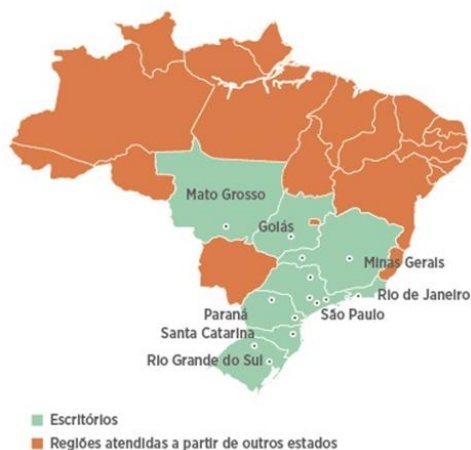 Mato Grosso
Goiás
Minas Gerais
Rio de Janeiro
São Paulo
Paraná
Santa Catarina
Rio Grande do Sul
Escritórios
Regiões atendidas a partir de outros estados